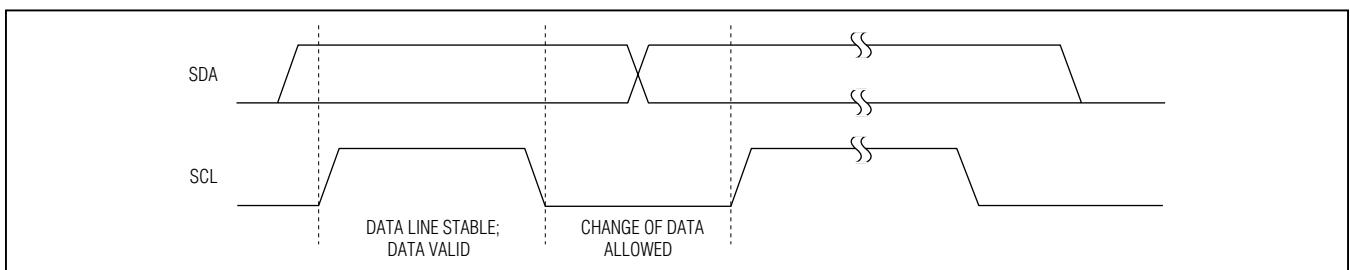 SDA
SCL
DATA LINE STABLE;
DATA VALID
CHANGE OF DATA
ALLOWED